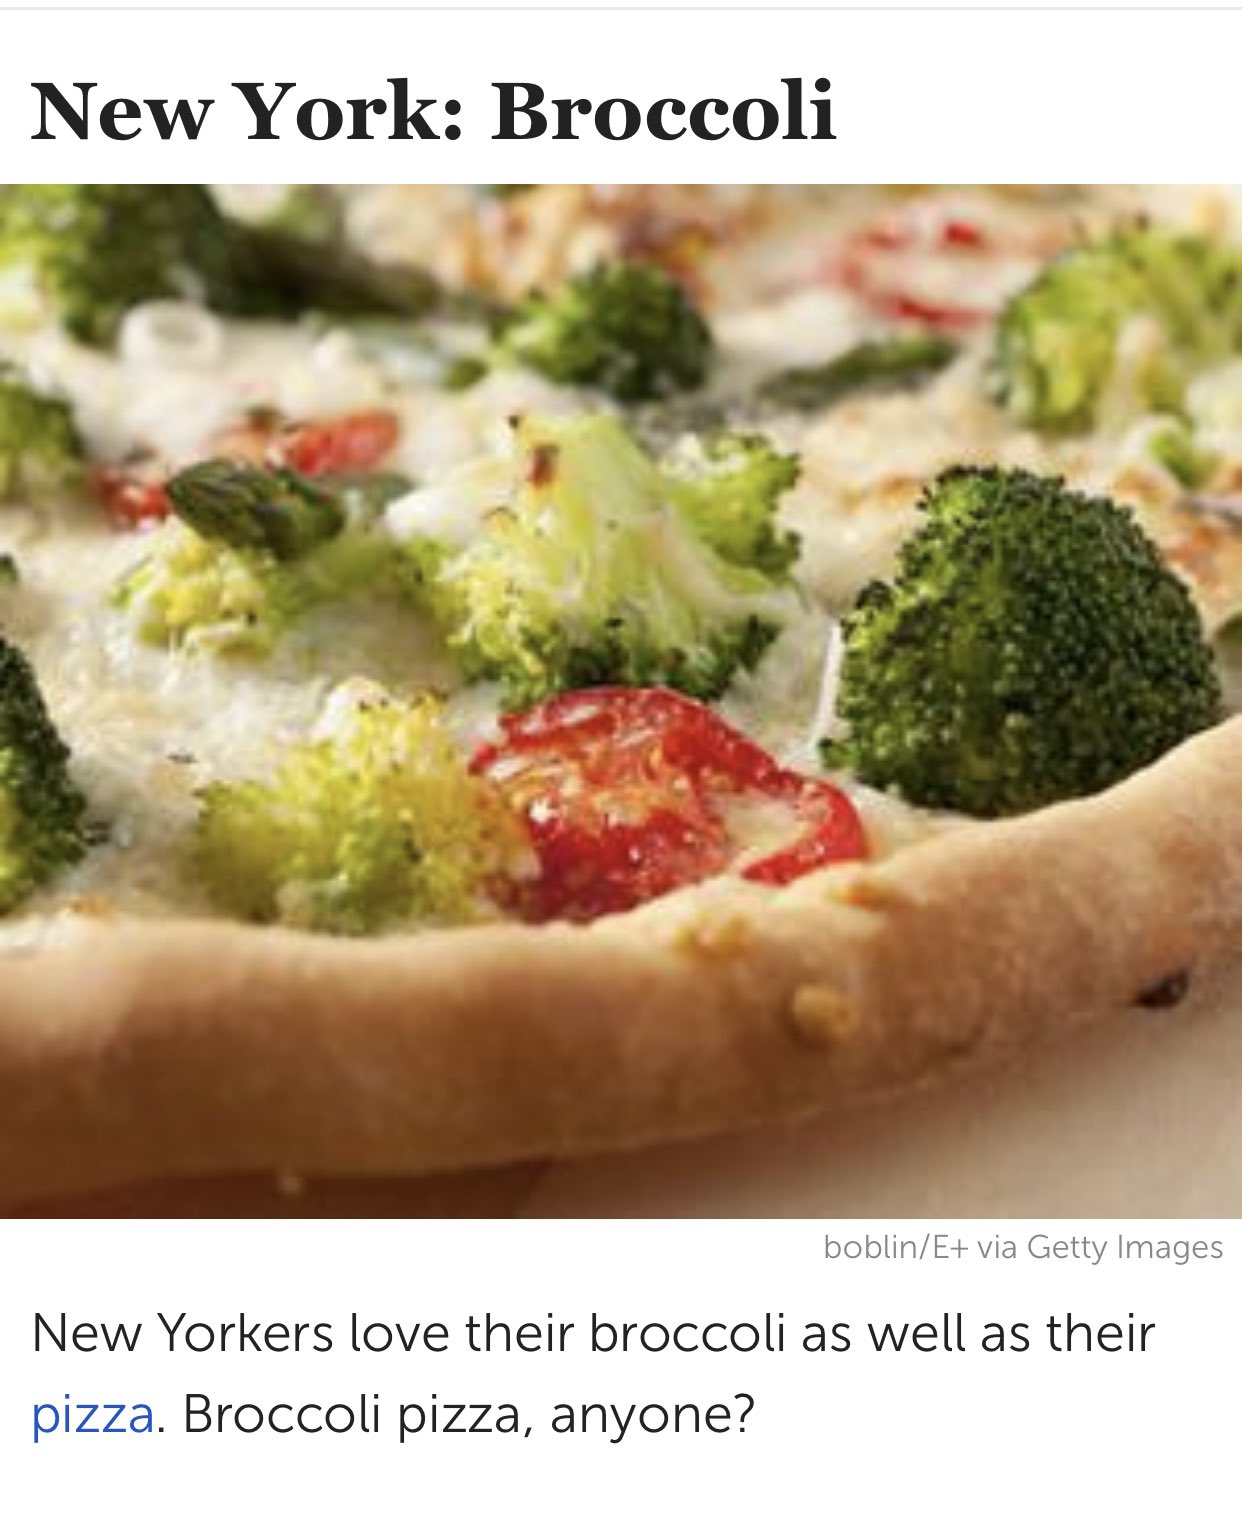 New York: Broccoli
boblin/E+ via Getty Images
New Yorkers love their broccoli as well as their
pizza. Broccoli pizza, anyone?